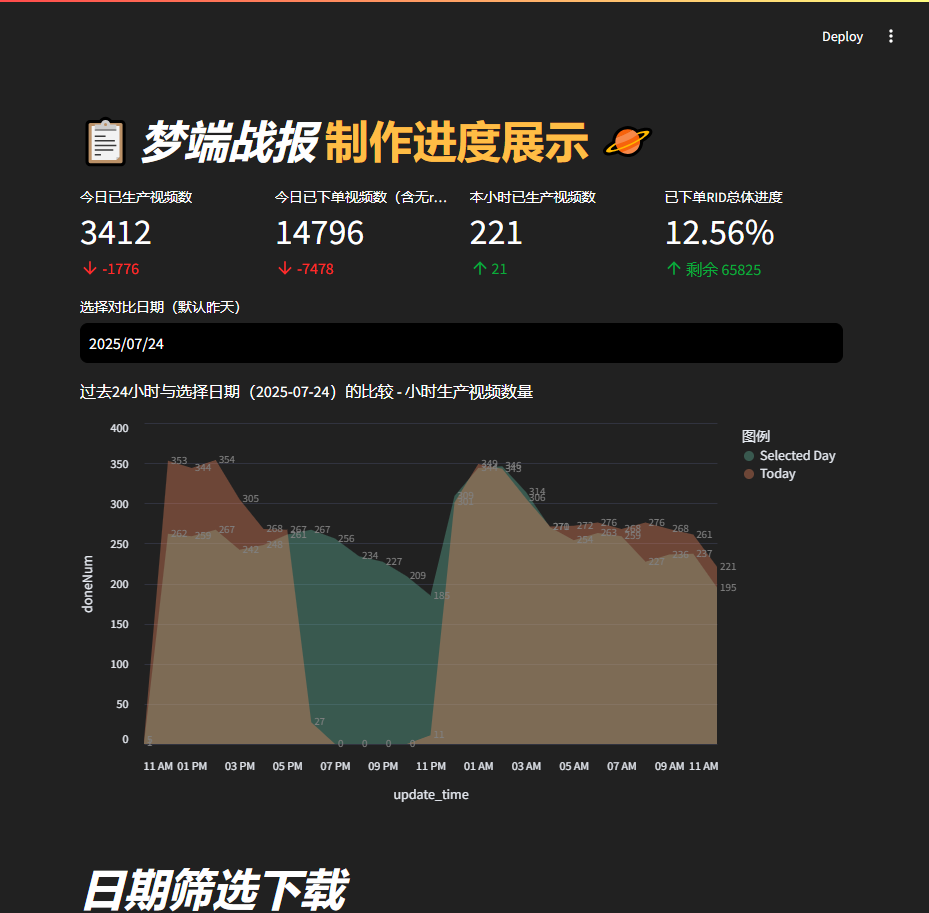 Deploy
梦端战报 制作进度展示
今日已生产视频数
3412
-1776
今日已下单视频数（含无r...
14796
-7478
本小时已生产视频数
221
21
已下单RID总体进度
12.56%
剩余 65825
选择对比日期（默认昨天）
2025/07/24
过去24小时与选择日期（2025-07-24）的比较 - 小时生产视频数量
图例
Selected Day
Today
doneNum
400
350
300
250
200
150
100
50
0
353 344 354 305 268 267 27 0 0 0 0 11
262 259 267 242 261 267 256 234 227 209 185
349 346 343 314 306 272 276 268 276 268 261 221
254 263 259 227 236 237 195
11 AM 01 PM 03 PM 05 PM 07 PM 09 PM 11 PM 01 AM 03 AM 05 AM 07 AM 09 AM 11 AM
update_time
日期筛选下载